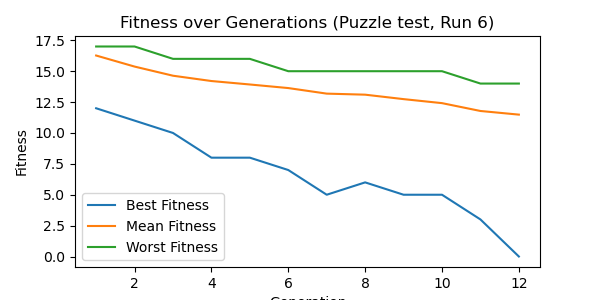 Fitness over Generations (Puzzle test, Run 6)
17.5
15.0
12.5
10.0
7.5
5.0
2.5
0.0
Fitness
Best Fitness
Mean Fitness
Worst Fitness
2 4 6 8 10 12
Generation